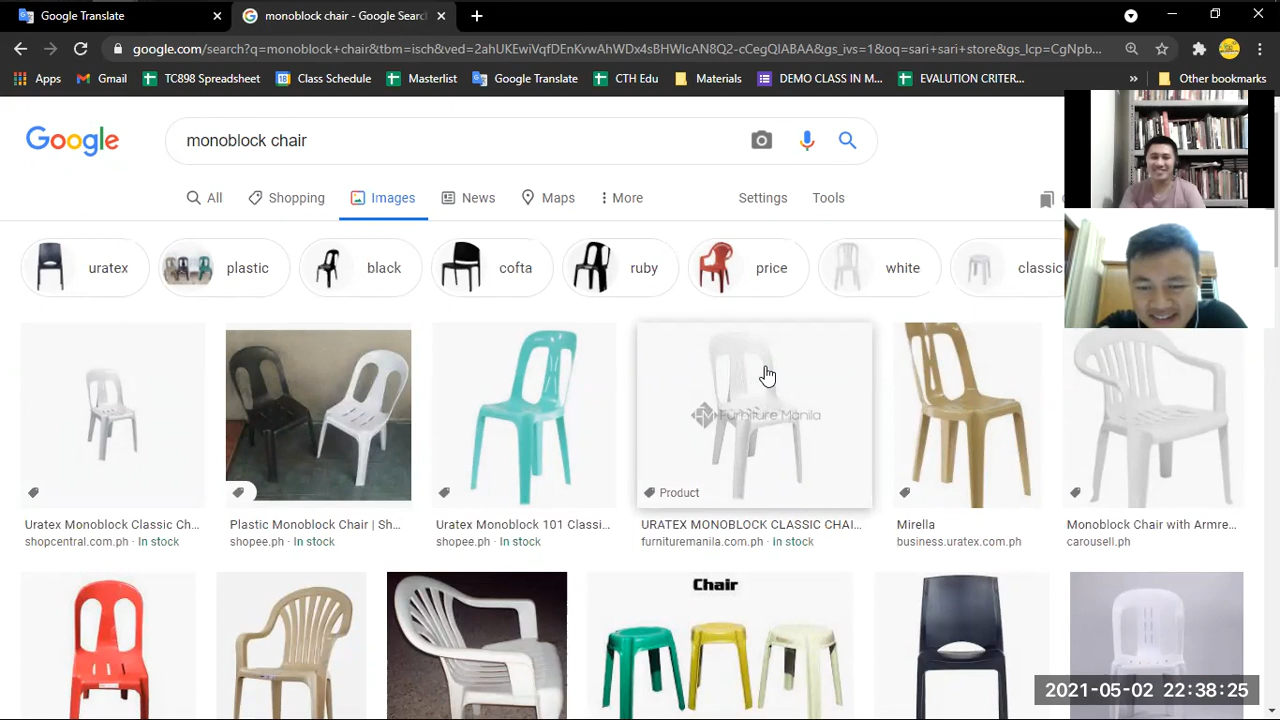 Google Translate
monoblock chair - Google Sear
google.com/search?q=monoblock+chair&tbm=isch&ved=2ahUKEwiVqfDEnKvwAhWDx4sBHWIcAN8Q2-cCegQIABAA&gs_ivs=1&oq=sari+sari+store&gs_lcp=CgNpb...
Apps
Gmail
TC898 Spreadsheet
Class Schedule
Masterlist
Google Translate
CTH Edu
Materials
DEMO CLASS IN M...
EVALUTION CRITER...
»
Other bookmarks
Google
monoblock chair
All
Shopping
Images
News
Maps
More
Settings
Tools
uratex
plastic
black
cofta
ruby
price
white
classic
FM Furniture Manila
Product
Uratex Monoblock Classic Ch...
shopcentral.com.ph · In stock
Plastic Monoblock Chair | Sh...
shopee.ph · In stock
Uratex Monoblock 101 Classi...
shopee.ph · In stock
URATEX MONOBLOCK CLASSIC CHAI...
furnituremanila.com.ph · In stock
Mirella
business.uratex.com.ph
Monoblock Chair with Armre...
carousell.ph
Chair
2021-05-02 22:38:25